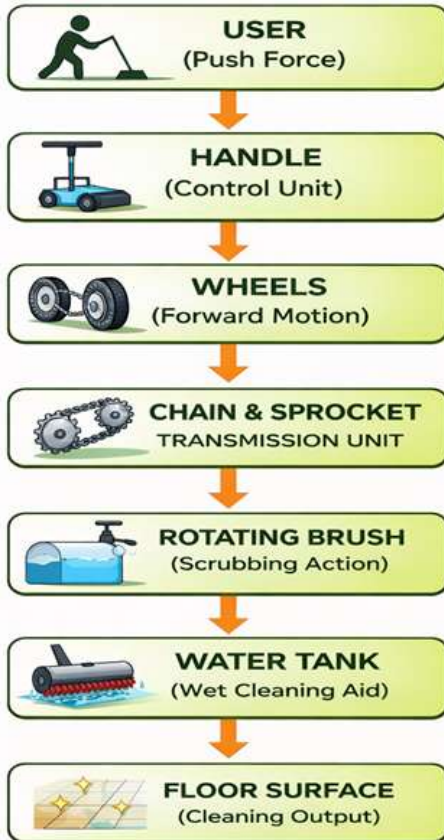 USER
(Push Force)
HANDLE
(Control Unit)
WHEELS
(Forward Motion)
CHAIN & SPROCKET
TRANSMISSION UNIT
ROTATING BRUSH
(Scrubbing Action)
WATER TANK
(Wet Cleaning Aid)
FLOOR SURFACE
(Cleaning Output)